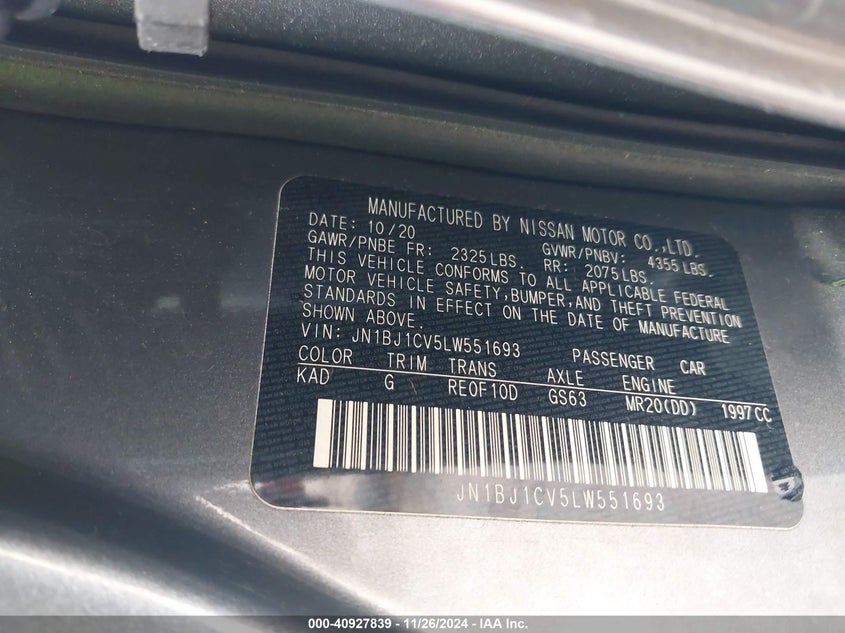 MANUFACTURED BY NISSAN MOTOR CO.,LTD.
DATE: 10/20 GVWR/PNBV: 4355LBS.
GAWR/PNBE FR: 2325LBS. RR: 2075LBS.
THIS VEHICLE CONFORMS TO ALL APPLICABLE FEDERAL
MOTOR VEHICLE SAFETY,BUMPER,AND THEFT PREVENTION
STANDARDS IN EFFECT ON THE DATE OF MANUFACTURE
SHOWN ABOVE.
VIN: JN1BJ1CV5LW551693 PASSENGER CAR
COLOR TRIM TRANS AXLE ENGINE
KAD G REOF10D GS63 MR20(DD) 1997CC
JN1BJ1CV5LW551693
000-40927839 - 11/26/2024 - IAA Inc.